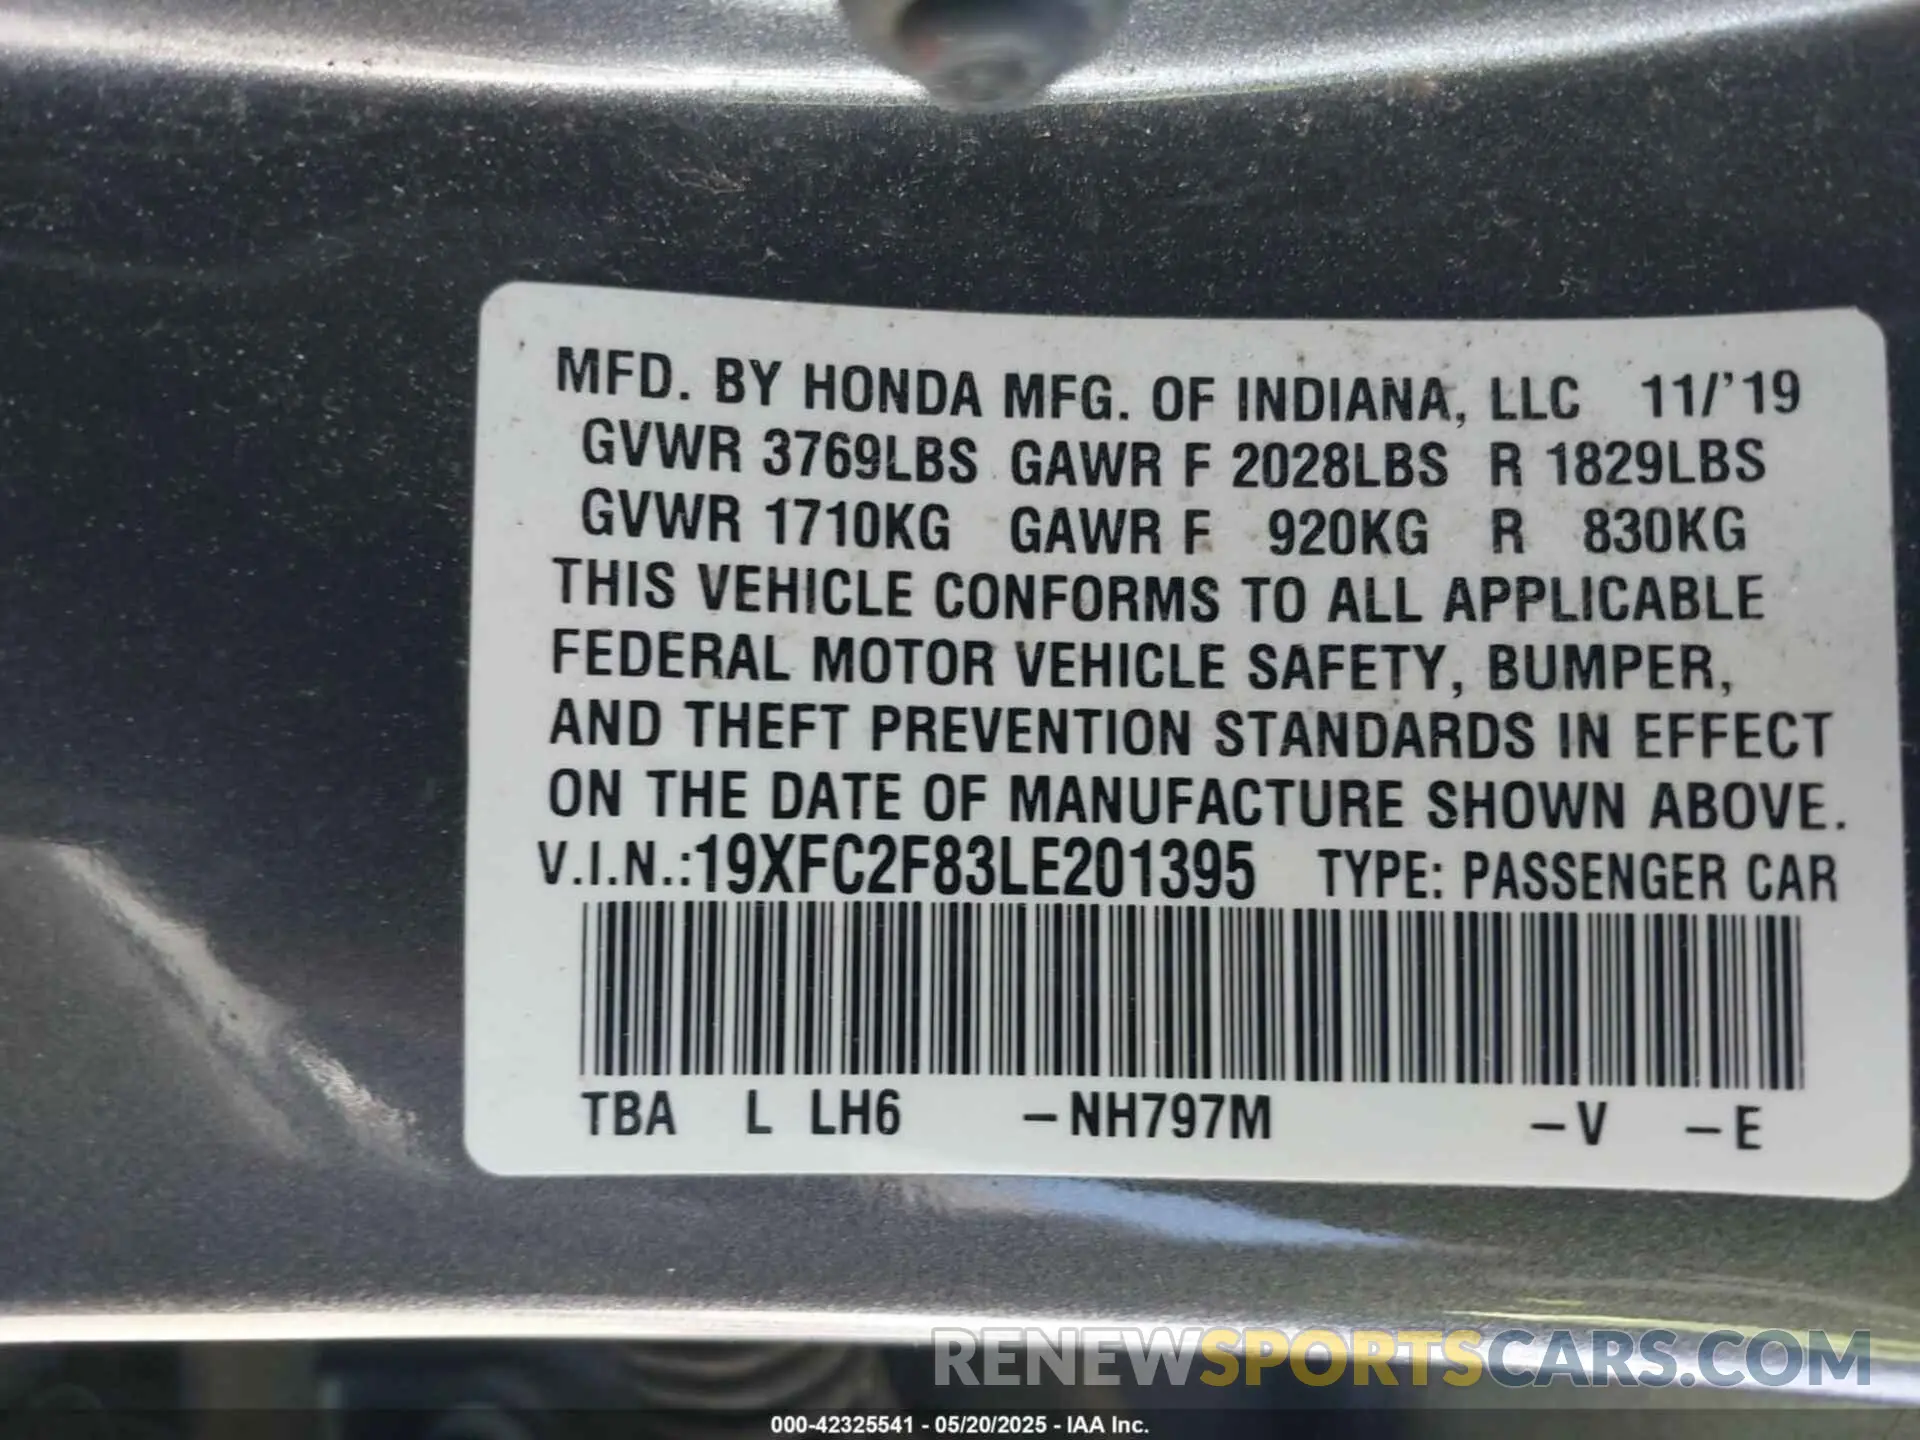 MFD. BY HONDA MFG. OF INDIANA, LLC 11/'19
GVWR 3769LBS GAWR F 2028LBS R 1829LBS
GVWR 1710KG GAWR F 920KG R 830KG
THIS VEHICLE CONFORMS TO ALL APPLICABLE
FEDERAL MOTOR VEHICLE SAFETY, BUMPER,
AND THEFT PREVENTION STANDARDS IN EFFECT
ON THE DATE OF MANUFACTURE SHOWN ABOVE.
V.I.N.:19XFC2F83LE201395 TYPE: PASSENGER CAR
TBA L LH6 -NH797M -V -E
RENEWSPORTSCARS.COM
000-42325541 - 05/20/2025 - IAA Inc.